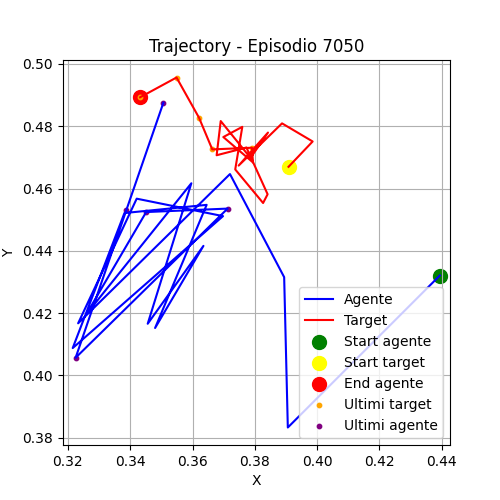 Trajectory - Episodio 7050
0.50
0.48
0.46
0.44
0.42
0.40
0.38
Y
0.32 0.34 0.36 0.38 0.40 0.42 0.44
X
Agente
Target
Start agente
Start target
End agente
Ultimi target
Ultimi agente